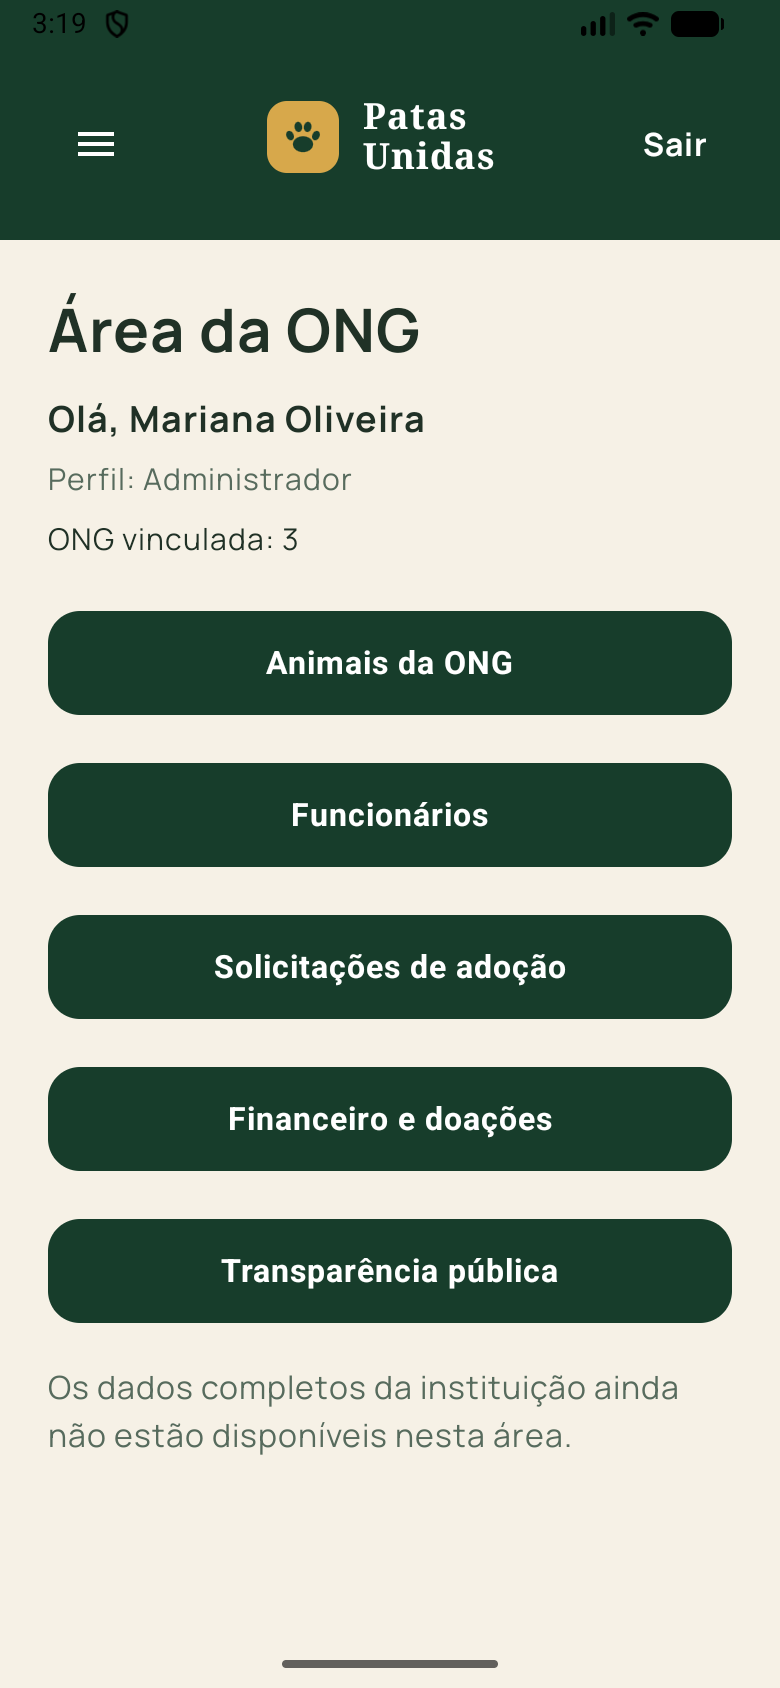 3:19
Patas
Unidas
Sair
Área da ONG
Olá, Mariana Oliveira
Perfil: Administrador
ONG vinculada: 3
Animais da ONG
Funcionários
Solicitações de adoção
Financeiro e doações
Transparência pública
Os dados completos da instituição ainda
não estão disponíveis nesta área.